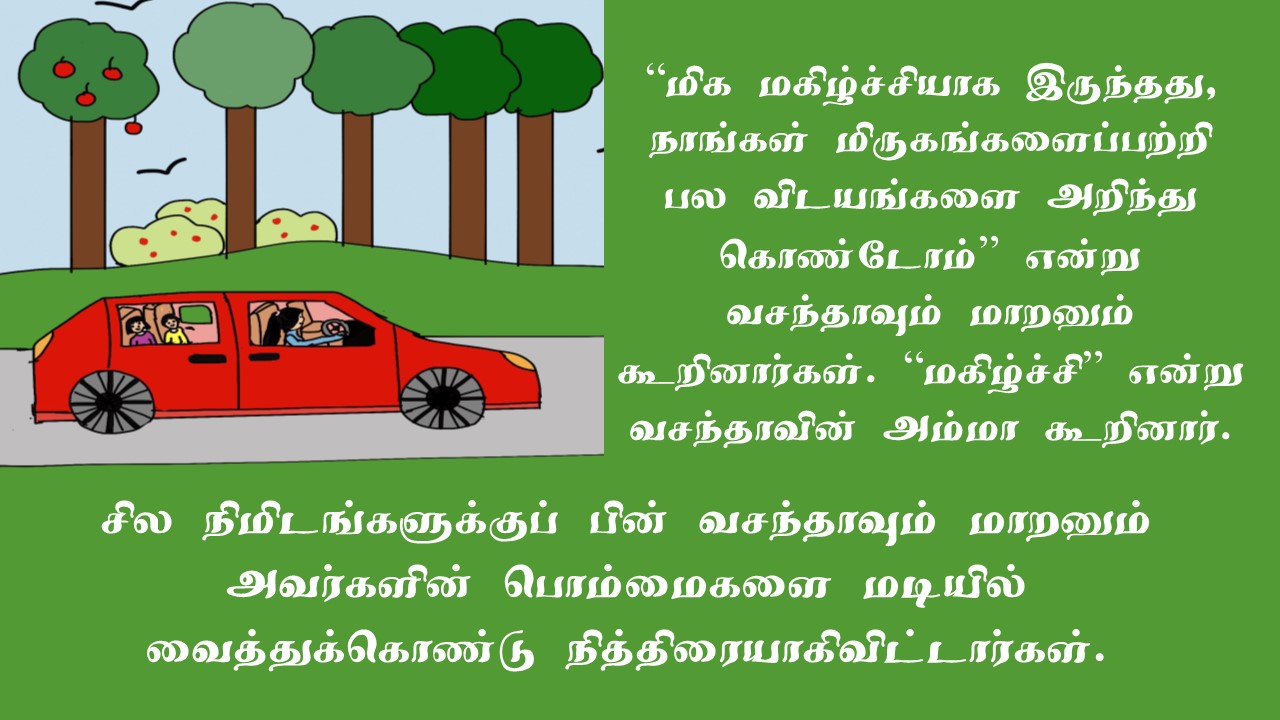 “மிக மகிழ்ச்சியாக இருந்தது,
நாங்கள் மிருகங்களைப்பற்றி
பல விடயங்களை அறிந்து
கொண்டோம்” என்று
வசந்தாவும் மாறனும்
கூறினார்கள். “மகிழ்ச்சி” என்று
வசந்தாவின் அம்மா கூறினார்.
சில நிமிடங்களுக்குப் பின் வசந்தாவும் மாறனும்
அவர்களின் பொம்மைகளை மடியில்
வைத்துக்கொண்டு நித்திரையாகிவிட்டார்கள்.